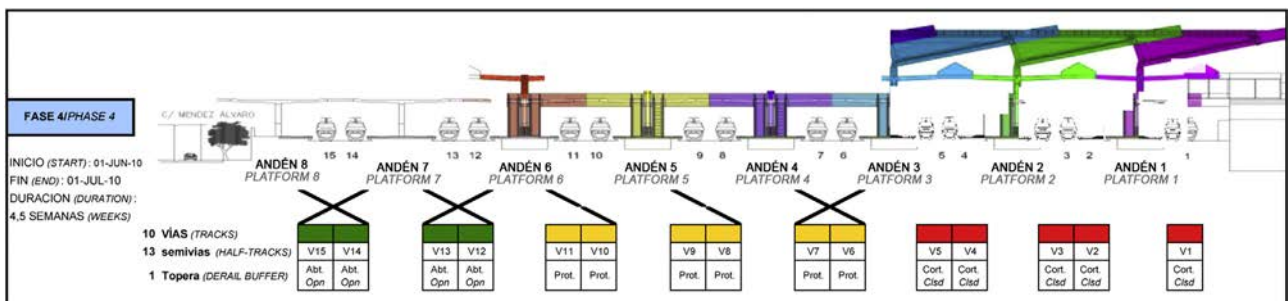 FASE 4/PHASE 4
C/ MENDEZ ALVARO
INICIO (START) : 01-JUN-10
FIN (END) : 01-JUL-10
DURACION (DURATION) :
4,5 SEMANAS (WEEKS)
15 14 13 12 11 10 9 8 7 6 5 4 3 2 1
ANDÉN 8 ANDÉN 7 ANDÉN 6 ANDÉN 5 ANDÉN 4 ANDÉN 3 ANDÉN 2 ANDÉN 1
PLATFORM 8 PLATFORM 7 PLATFORM 6 PLATFORM 5 PLATFORM 4 PLATFORM 3 PLATFORM 2 PLATFORM 1
10 VÍAS (TRACKS)
13 semivias (HALF-TRACKS) V15 V14 V13 V12 V11 V10 V9 V8 V7 V6 V5 V4 V3 V2 V1
1 Topera (DERAIL BUFFER) Abt. Abt. Abt. Abt. Prot. Prot. Prot. Prot. Prot. Prot. Cort. Cort. Cort. Cort. Cort.
Opn Opn Opn Opn Clsd Clsd Clsd Clsd Clsd